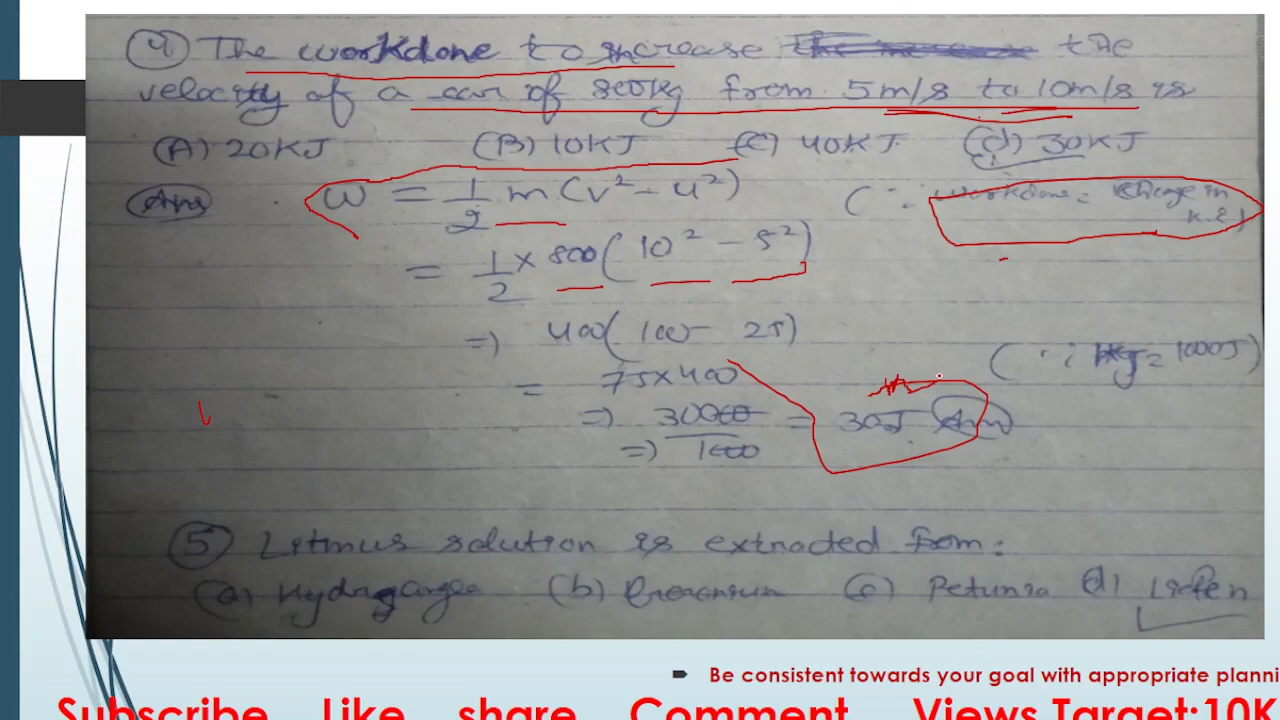 (4) The workdone to increase the
velocity of a car of 800kg from 5m/s to 10m/s is
(A) 20KJ (B) 10KJ (C) 40KJ (d) 30KJ
Ans W = 1/2 m (v² - u²) (∵ Workdone = Change in
K.E)
= 1/2 × 800 (10² - 5²)
=) 400 (100 - 25)
= 75×400 (∵ 1KJ = 1000J)
=) 30000 = 30J Ans
=) 1000
(5) Litmus solution is extracted from:
(a) (b) (c) Petunia d)
Be consistent towards your goal with appropriate planni
Subscribe Like share Comment Views Target:10K